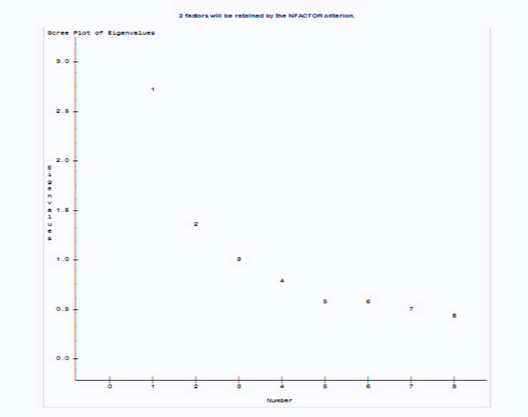 2 factors will be retained by the NFACTOR criterion.
Scree Plot of Eigenvalues
3.0
1
2.5
2.0
Eigenvalues
1.5
2
1.0
3
4
0.5
5 6 7 8
0.0
0 1 2 3 4 5 6 7 8
Number